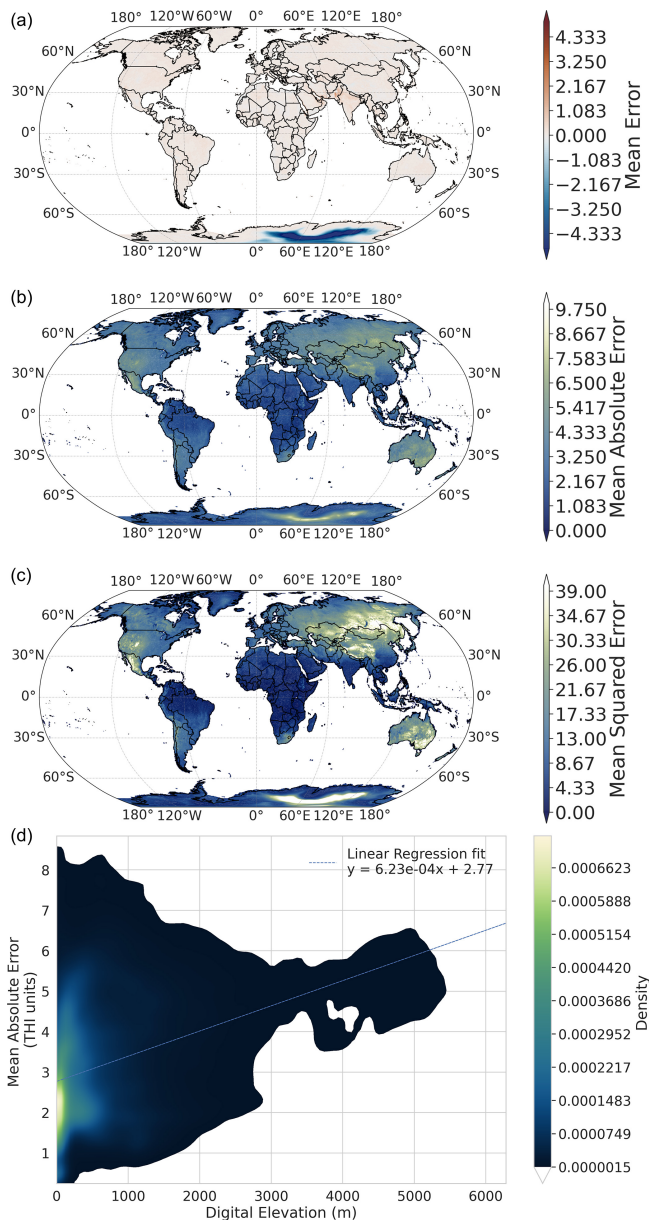 (a)
180° 120°W 60°W 0° 60°E 120°E 180°
60°N
30°N
0°
30°S
60°S
180° 120°W 0° 60°E 120°E 180°
4.333
3.250
2.167
1.083
0.000
−1.083
−2.167
−3.250
−4.333
Mean Error
(b)
180° 120°W 60°W 0° 60°E 120°E 180°
60°N
30°N
0°
30°S
60°S
180° 120°W 0° 60°E 120°E 180°
9.750
8.667
7.583
6.500
5.417
4.333
3.250
2.167
1.083
0.000
Mean Absolute Error
(c)
180° 120°W 60°W 0° 60°E 120°E 180°
60°N
30°N
0°
30°S
60°S
180° 120°W 0° 60°E 120°E 180°
39.00
34.67
30.33
26.00
21.67
17.33
13.00
8.67
4.33
0.00
Mean Squared Error
(d)
Linear Regression fit
y = 6.23e-04x + 2.77
8
7
6
5
4
3
2
1
Mean Absolute Error
(THI units)
0 1000 2000 3000 4000 5000 6000
Digital Elevation (m)
0.0006623
0.0005888
0.0005154
0.0004420
0.0003686
0.0002952
0.0002217
0.0001483
0.0000749
0.0000015
Density